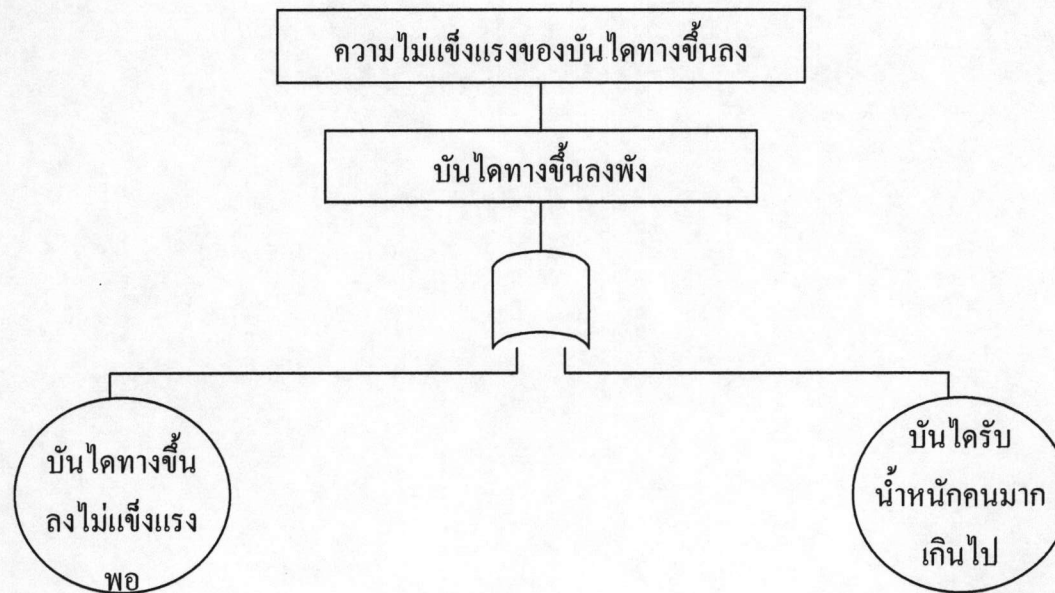 ความไม่แข็งแรงของบันไดทางขึ้นลง
บันไดทางขึ้นลงพัง
บันไดทางขึ้น
ลงไม่แข็งแรง
พอ
บันไดรับ
น้ำหนักคนมาก
เกินไป